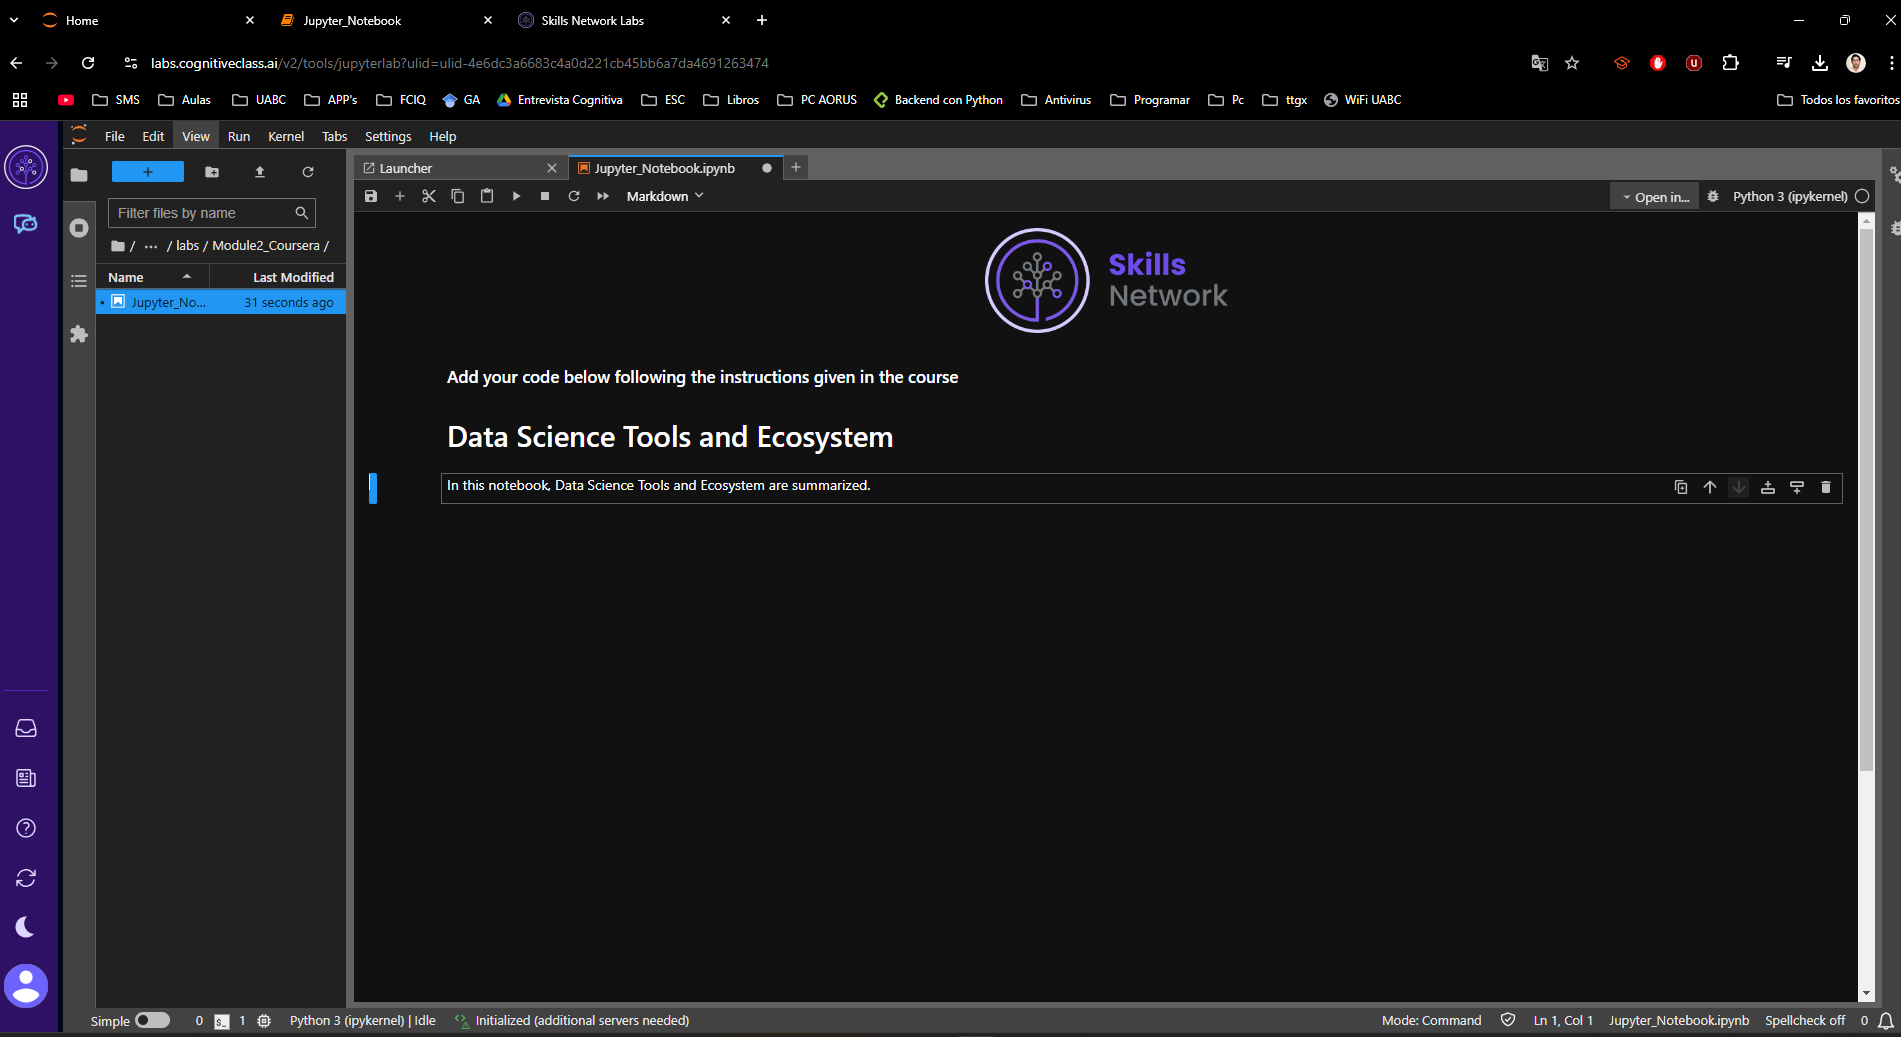 Home
Jupyter_Notebook
Skills Network Labs
labs.cognitiveclass.ai/v2/tools/jupyterlab?ulid=ulid-4e6dc3a6683c4a0d221cb45bb6a7da4691263474
SMS
Aulas
UABC
APP's
FCIQ
GA
Entrevista Cognitiva
ESC
Libros
PC AORUS
Backend con Python
Antivirus
Programar
Pc
ttgx
WiFi UABC
Todos los favoritos
File Edit View Run Kernel Tabs Settings Help
Filter files by name
/ ··· / labs / Module2_Coursera /
Name Last Modified
Jupyter_No... 31 seconds ago
Launcher
Jupyter_Notebook.ipynb
Markdown
Open in...
Python 3 (ipykernel)
Skills
Network
Add your code below following the instructions given in the course
Data Science Tools and Ecosystem
In this notebook, Data Science Tools and Ecosystem are summarized.
Simple 0 $_ 1 Python 3 (ipykernel) | Idle Initialized (additional servers needed) Mode: Command Ln 1, Col 1 Jupyter_Notebook.ipynb Spellcheck off 0